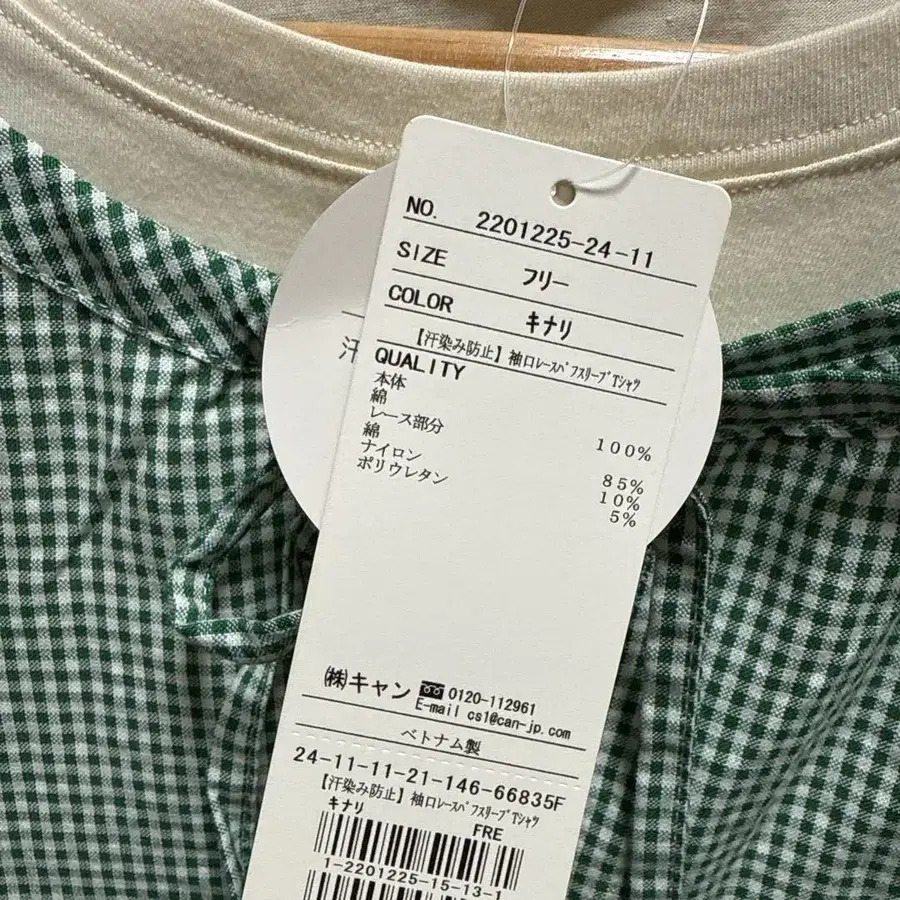 NO. 2201225-24-11
SIZE フリー
COLOR キナリ
【汗染み防止】袖口ﾚｰｽﾊﾟﾌｽﾘｰﾌﾞTｼｬﾂ
QUALITY
本体
綿 100%
レース部分
綿 85%
ナイロン 10%
ポリウレタン 5%
汗
㈱キャン 0120-112961
E-mail cs1@can-jp.com
ベトナム製
24-11-11-21-146-66835F
【汗染み防止】袖口ﾚｰｽﾊﾟﾌｽﾘｰﾌﾞTｼｬﾂ
キナリ FRE
1-2201225-15-13-1